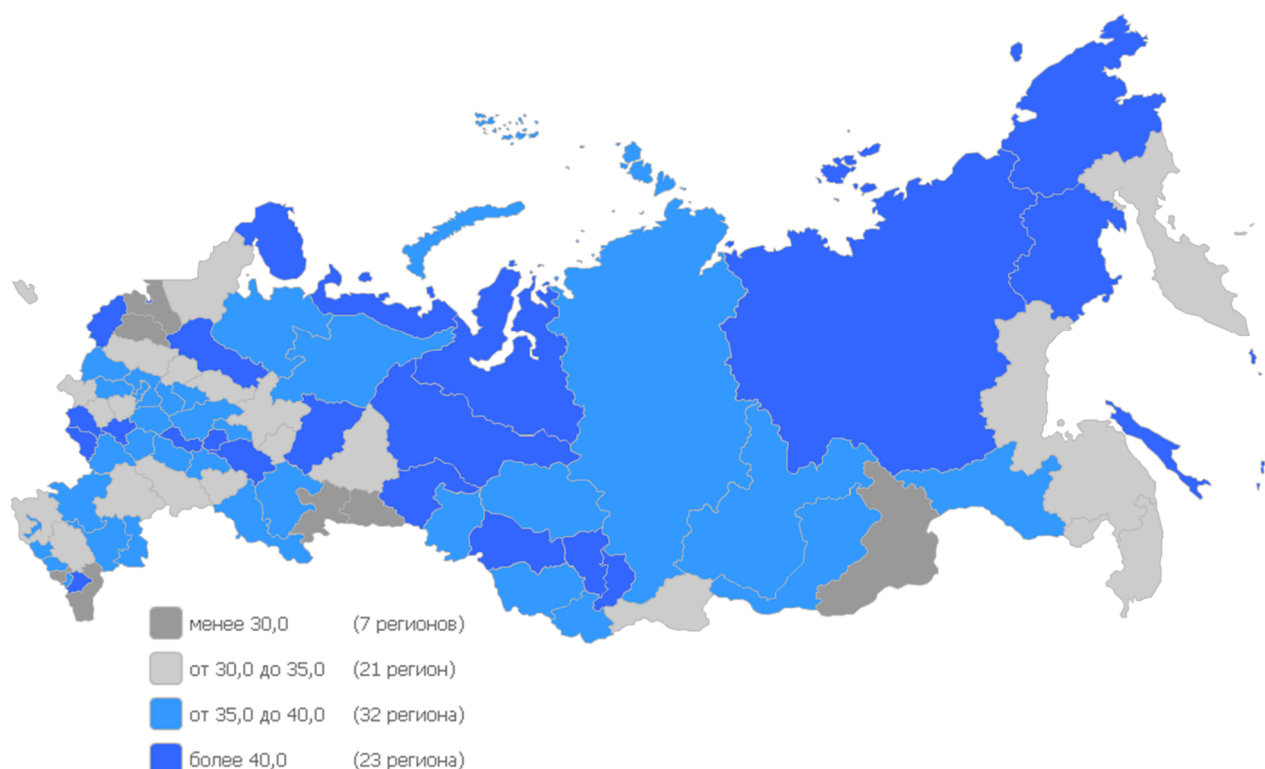 менее 30,0 (7 регионов)
от 30,0 до 35,0 (21 регион)
от 35,0 до 40,0 (32 региона)
более 40,0 (23 региона)